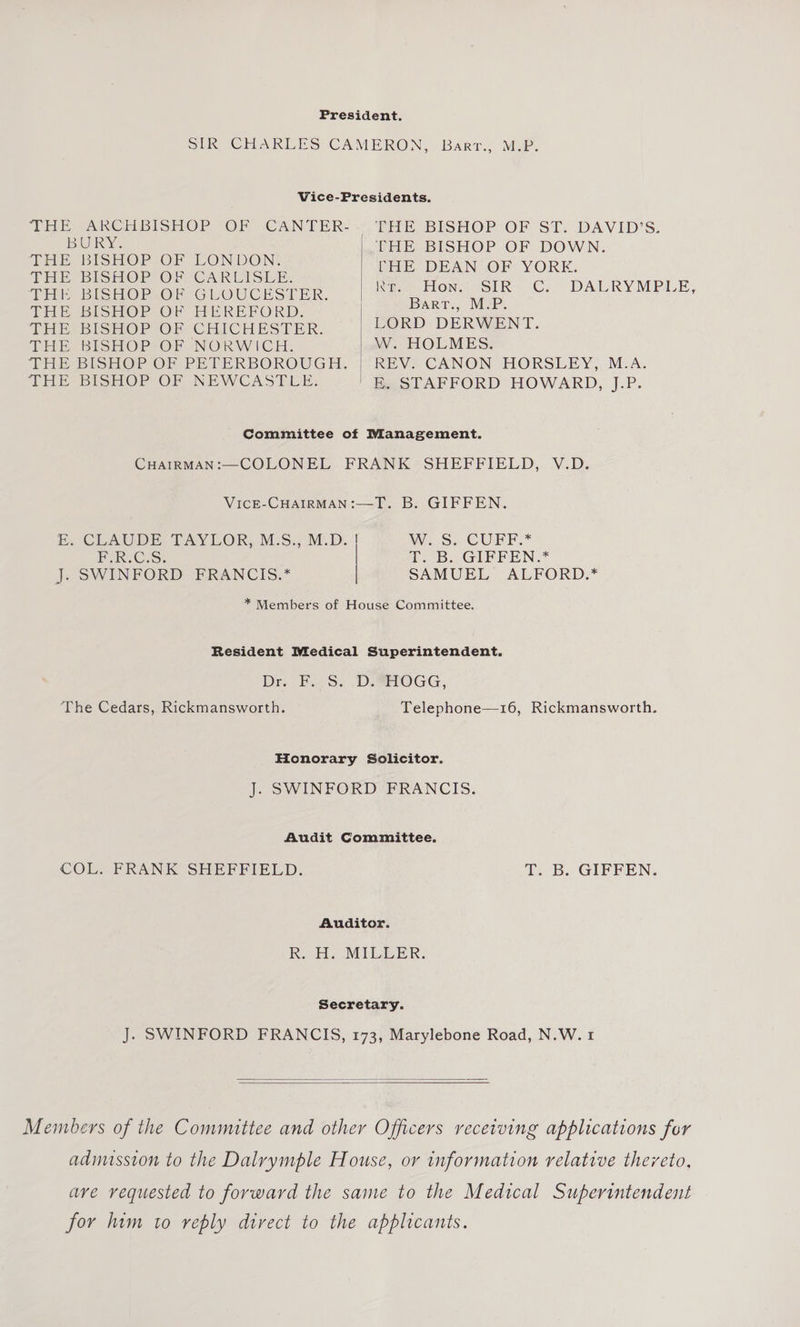 President.
SIR CHARLES CAMERON, BART., M.P.
Vice-Presidents.
THE ARCHBISHOP OF CANTER-
BURY.
THE BISHOP OF LONDON.
THE BISHOP OF CARLISLE.
THE BISHOP OF GLOUCESTER.
THE BISHOP OF HEREFORD.
THE BISHOP OF CHICHESTER.
THE BISHOP OF NORWICH.
THE BISHOP OF PETERBOROUGH.
THE BISHOP OF NEWCASTLE.
THE BISHOP OF ST. DAVID'S.
THE BISHOP OF DOWN.
THE DEAN OF YORK.
RT. HON. SIR C. DALRYMPLE,
BART., M.P.
LORD DERWENT.
W. HOLMES.
REV. CANON HORSLEY, M.A.
E. STAFFORD HOWARD, J.P.
Committee of Management.
CHAIRMAN:—COLONEL FRANK SHEFFIELD, V.D.
VICE-CHAIRMAN:—T. B. GIFFEN.
E. CLAUDE TAYLOR, M.S., M.D.
F.R.C.S.
J. SWINFORD FRANCIS.*
W. S. CUFF.*
T. B. GIFFEN.*
SAMUEL ALFORD.*
* Members of House Committee.
Resident Medical Superintendent.
Dr. F. S. D. HOGG,
The Cedars, Rickmansworth. Telephone—16, Rickmansworth.
Honorary Solicitor.
J. SWINFORD FRANCIS.
Audit Committee.
COL. FRANK SHEFFIELD. T. B. GIFFEN.
Auditor.
R. H. MILLER.
Secretary.
J. SWINFORD FRANCIS, 173, Marylebone Road, N.W. 1
Members of the Committee and other Officers receiving applications for
admission to the Dalrymple House, or information relative thereto,
are requested to forward the same to the Medical Superintendent
for him to reply direct to the applicants.